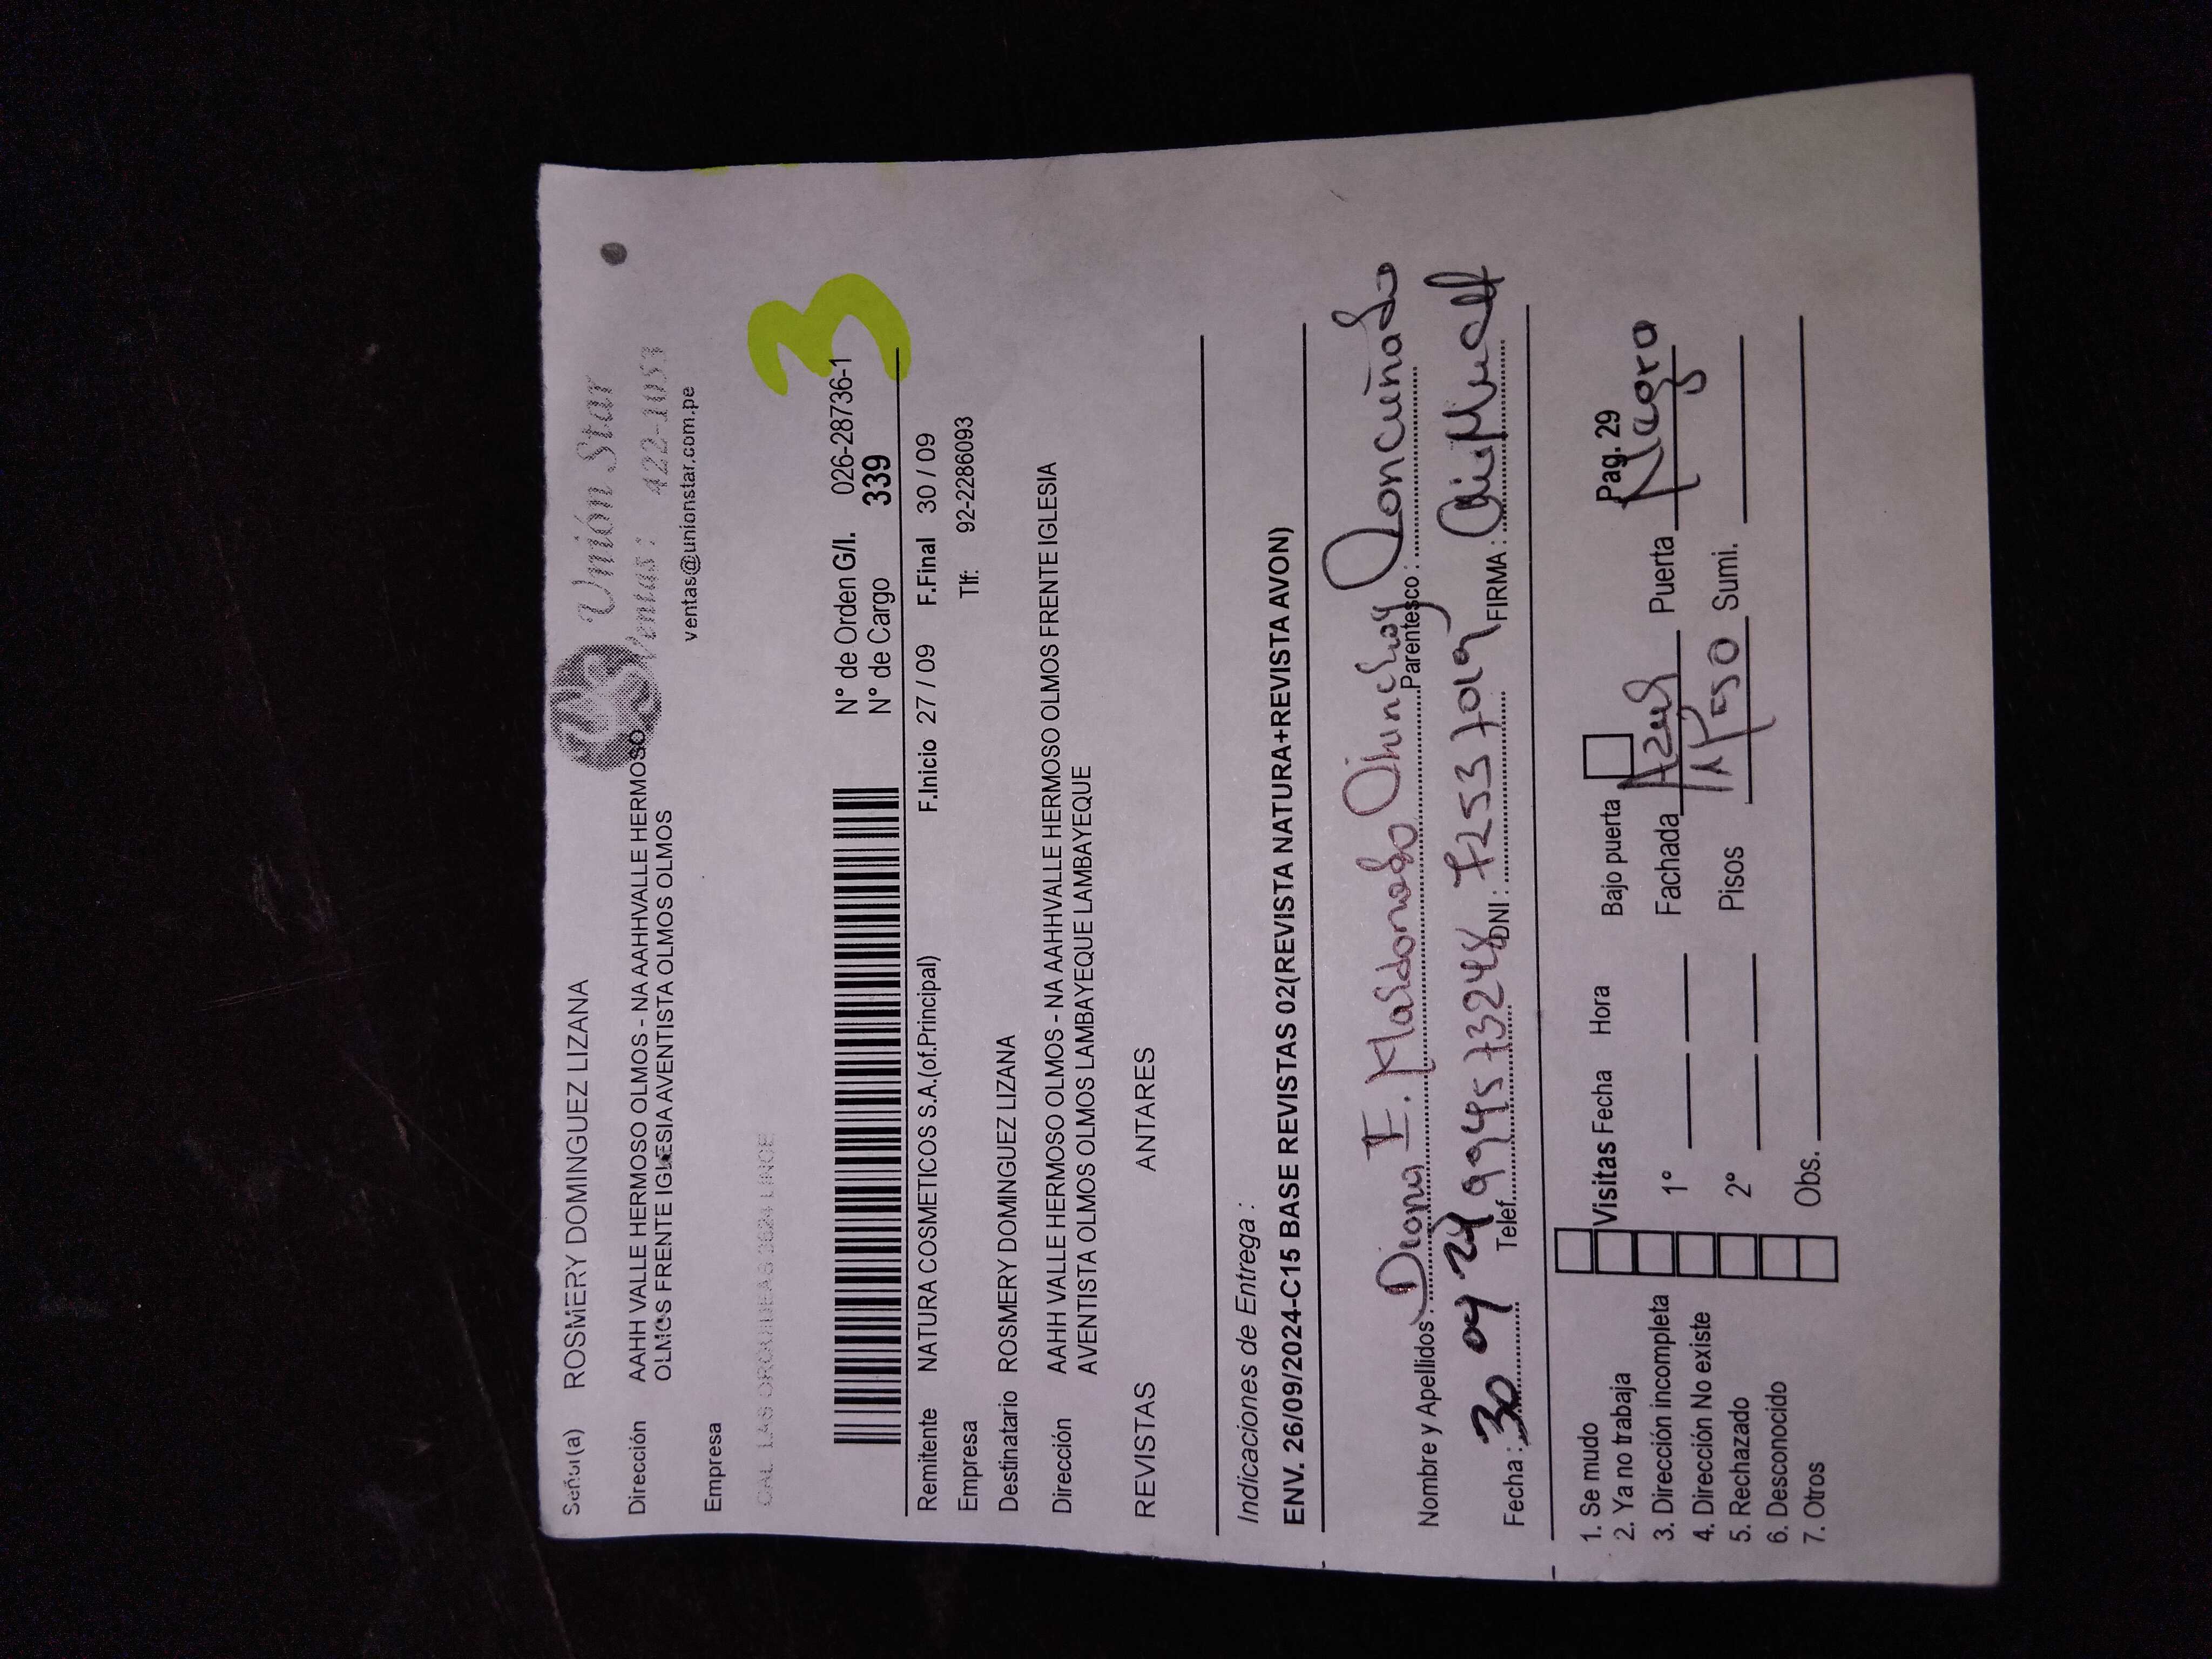 Señor(a) ROSMERY DOMINGUEZ LIZANA
Unión Star
Ventas: 422-1053
ventas@unionstar.com.pe
Dirección AAHH VALLE HERMOSO OLMOS - NA AAHHVALLE HERMOSO
OLMOS FRENTE IGLESIA AVENTISTA OLMOS OLMOS
Empresa
3
N° de Orden G/I. 026-28736-1
N° de Cargo 339
Remitente NATURA COSMETICOS S.A.(of.Principal) F.Inicio 27 / 09 F.Final 30 / 09
Empresa Tlf: 92-2286093
Destinatario ROSMERY DOMINGUEZ LIZANA
Dirección AAHH VALLE HERMOSO OLMOS - NA AAHHVALLE HERMOSO OLMOS FRENTE IGLESIA
AVENTISTA OLMOS OLMOS LAMBAYEQUE LAMBAYEQUE
REVISTAS ANTARES
Indicaciones de Entrega :
ENV. 26/09/2024-C15 BASE REVISTAS 02(REVISTA NATURA+REVISTA AVON)
Nombre y Apellidos: Diana E. Maldonado Parentesco :
Fecha : 30 09 24 Telef. 994573248 DNI: 72537019 FIRMA :
1. Se mudo
2. Ya no trabaja
3. Dirección incompleta
4. Dirección No existe
5. Rechazado
6. Desconocido
7. Otros
Visitas Fecha Hora
1°
2°
Obs.
Bajo puerta Pag. 29
Fachada Azul Puerta Negro
Pisos 1 Piso Sumi.